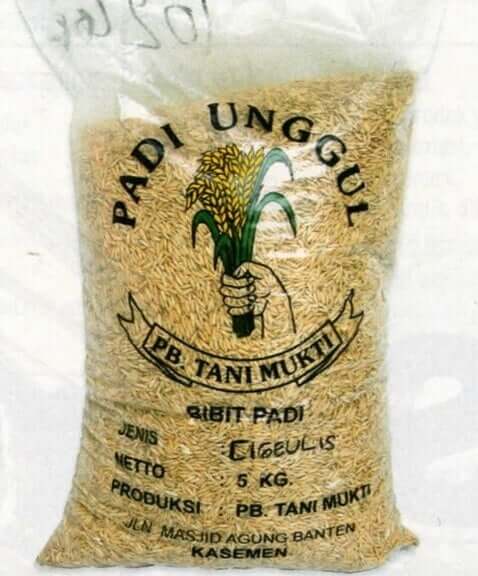 PADI UNGGUL
PB. TANI MUKTI
BIBIT PADI
JENIS : CIGEULIS
NETTO : 5 KG.
PRODUKSI : PB. TANI MUKTI
JLN MASJID AGUNG BANTEN
KASEMEN